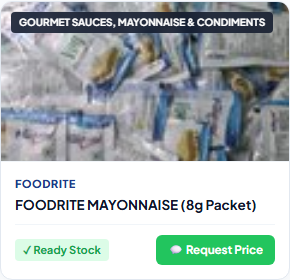 GOURMET SAUCES, MAYONNAISE & CONDIMENTS
FOODRITE
FOODRITE MAYONNAISE (8g Packet)
✓ Ready Stock
Request Price